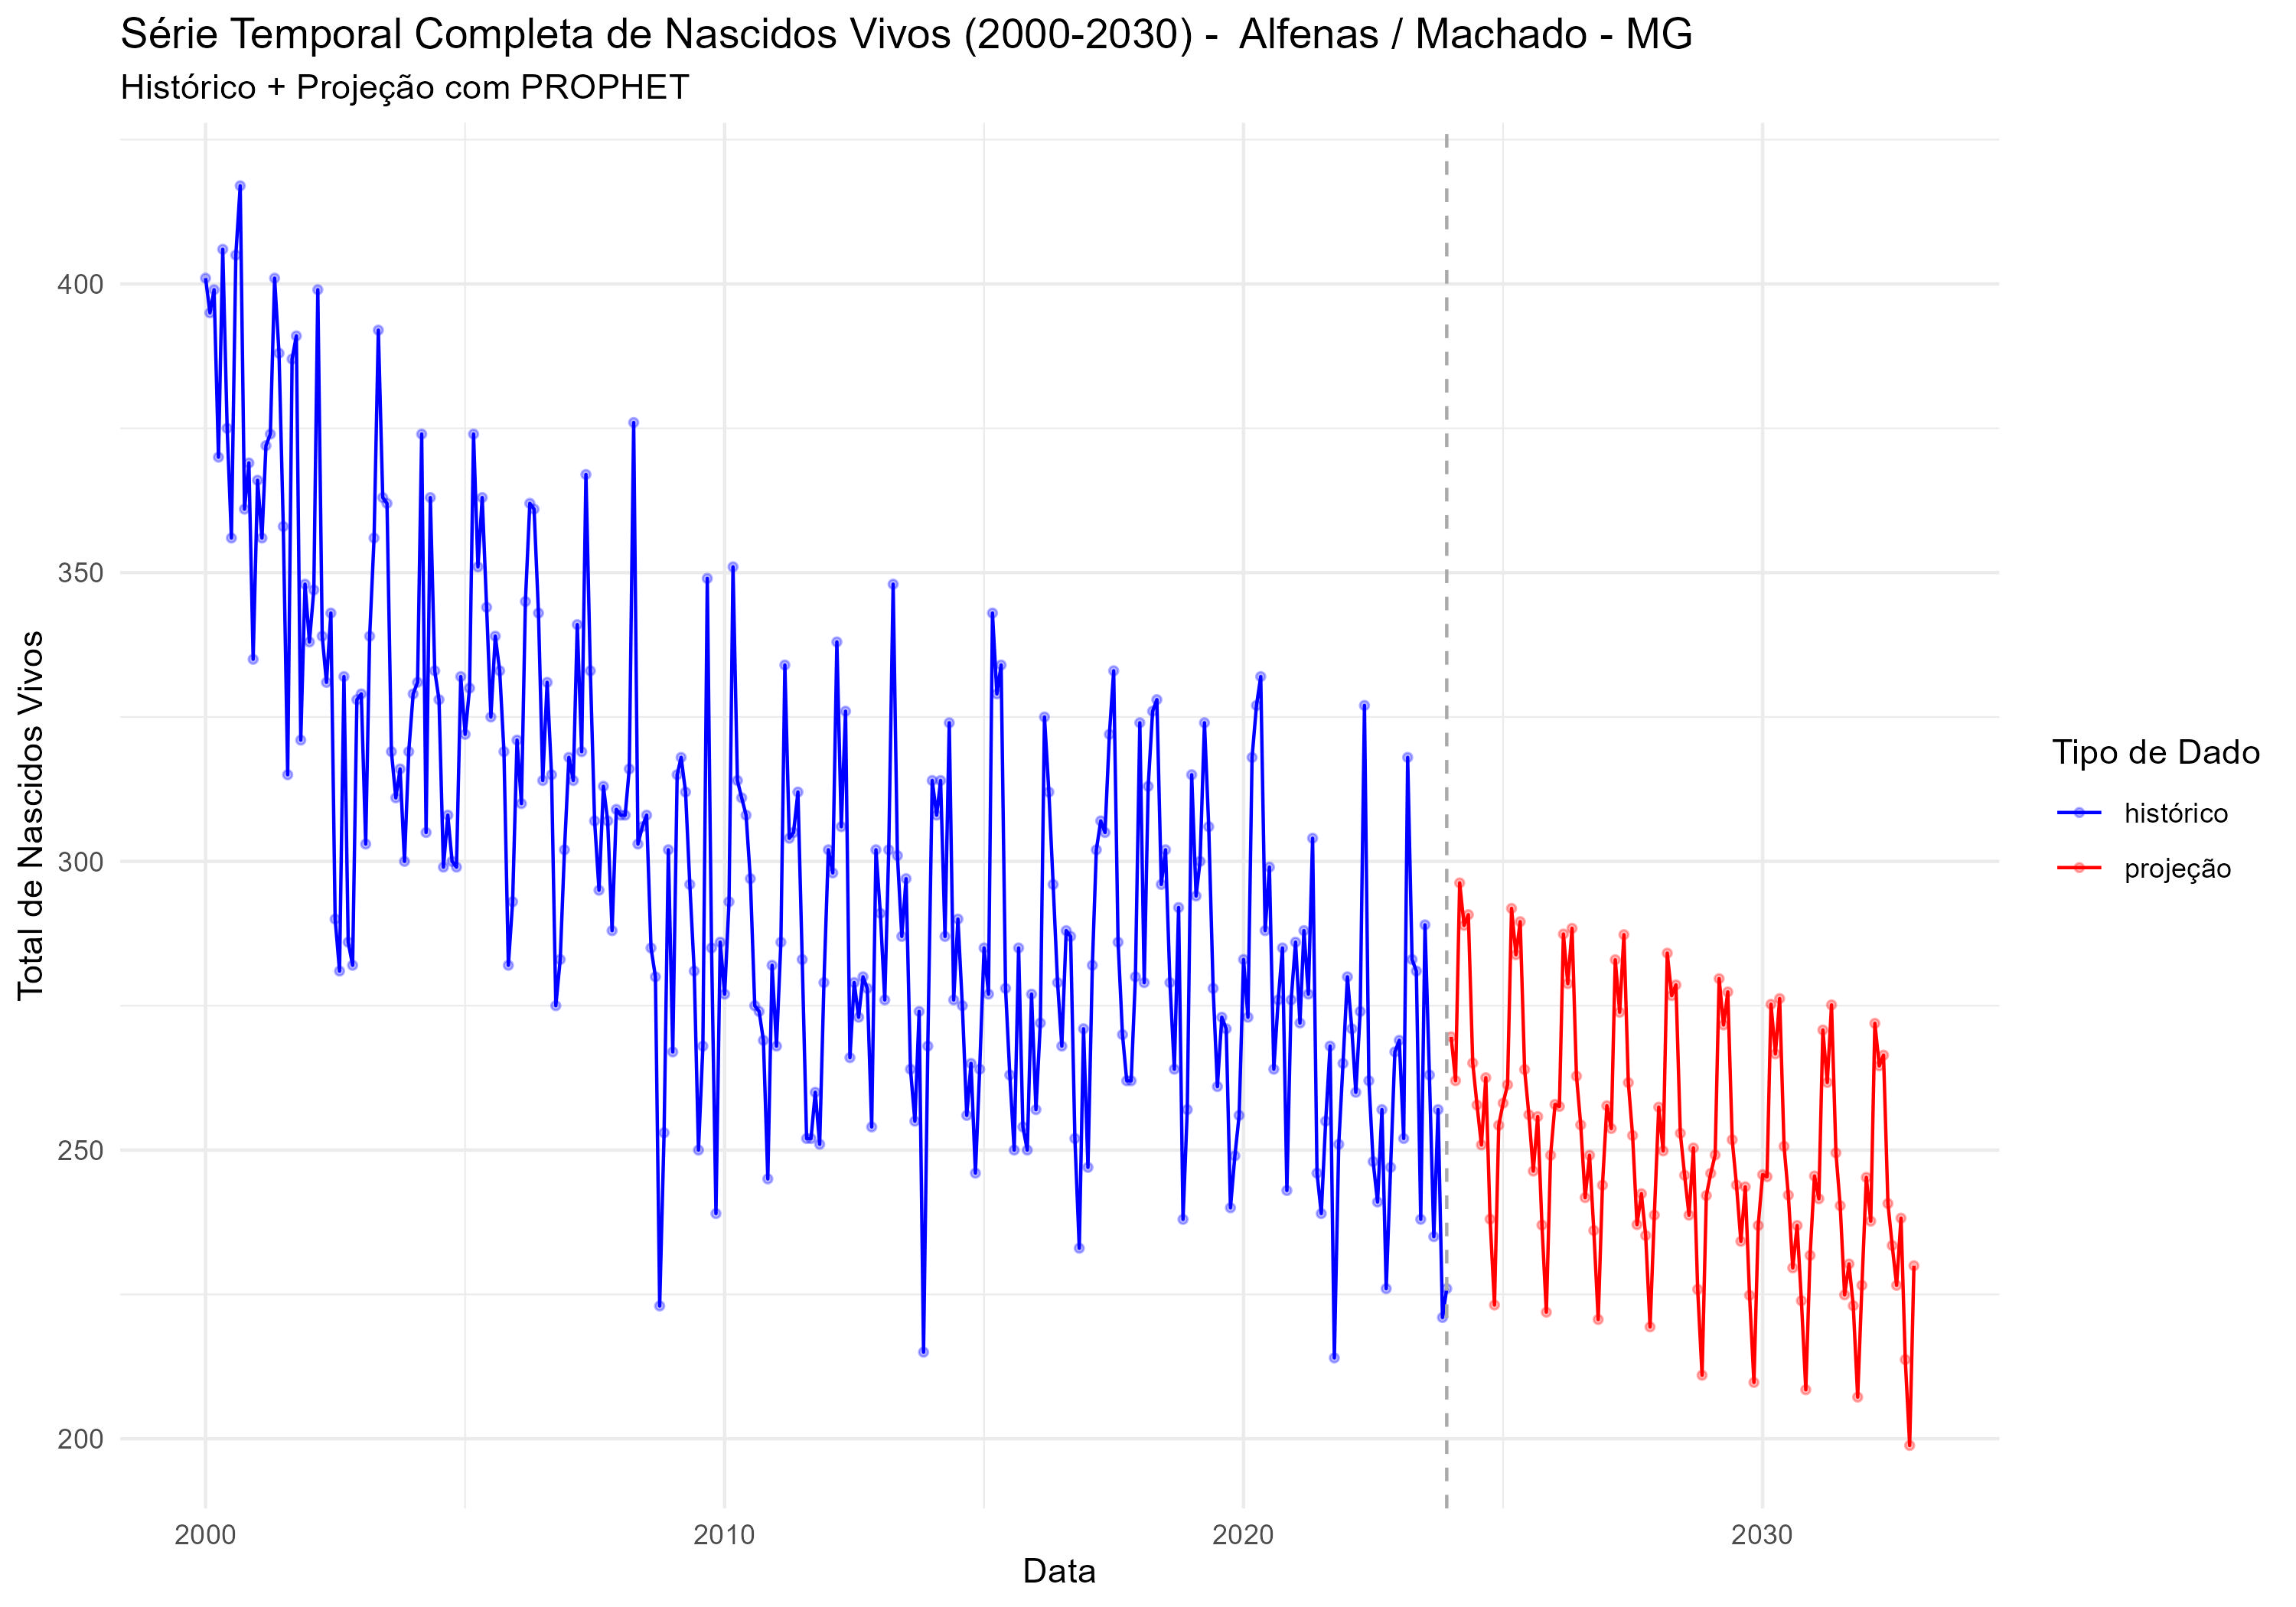 Série Temporal Completa de Nascidos Vivos (2000-2030) -  Alfenas / Machado - MG
Histórico + Projeção com PROPHET
Total de Nascidos Vivos
400
350
300
250
200
2000
2010
2020
2030
Data
Tipo de Dado
histórico
projeção